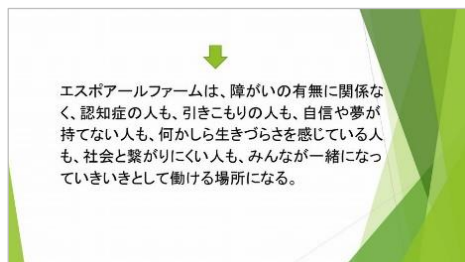 エスポアールファームは、障がいの有無に関係な
く、認知症の人も、引きこもりの人も、自信や夢が
持てない人も、何かしら生きづらさを感じている人
も、社会と繋がりにくい人も、みんなが一緒になっ
ていきいきとして働ける場所になる。